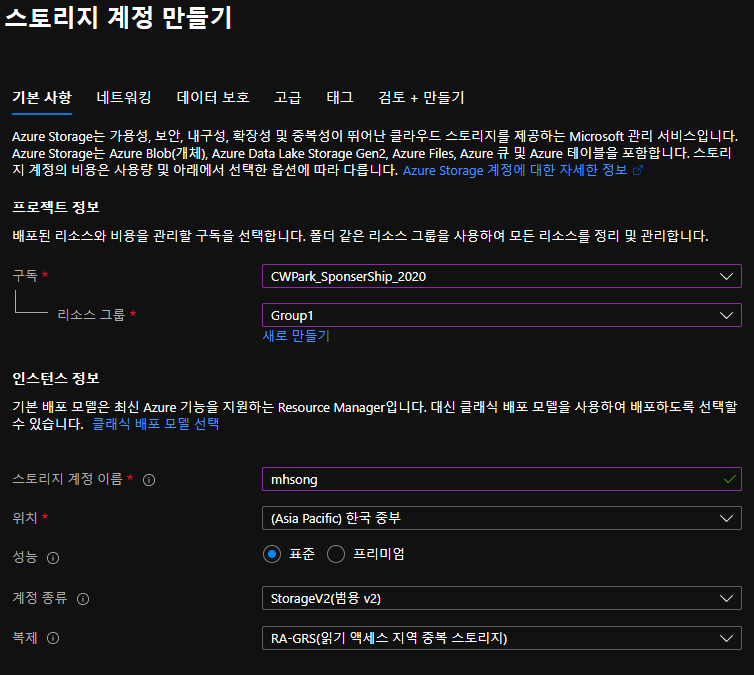 스토리지 계정 만들기
기본 사항 네트워킹 데이터 보호 고급 태그 검토 + 만들기
Azure Storage는 가용성, 보안, 내구성, 확장성 및 중복성이 뛰어난 클라우드 스토리지를 제공하는 Microsoft 관리 서비스입니다.
Azure Storage는 Azure Blob(개체), Azure Data Lake Storage Gen2, Azure Files, Azure 큐 및 Azure 테이블을 포함합니다. 스토리
지 계정의 비용은 사용량 및 아래에서 선택한 옵션에 따라 다릅니다. Azure Storage 계정에 대한 자세한 정보
프로젝트 정보
배포된 리소스와 비용을 관리할 구독을 선택합니다. 폴더 같은 리소스 그룹을 사용하여 모든 리소스를 정리 및 관리합니다.
구독 * CWPark_SponserShip_2020
리소스 그룹 * Group1
새로 만들기
인스턴스 정보
기본 배포 모델은 최신 Azure 기능을 지원하는 Resource Manager입니다. 대신 클래식 배포 모델을 사용하여 배포하도록 선택할
수 있습니다. 클래식 배포 모델 선택
스토리지 계정 이름 * mhsong
위치 * (Asia Pacific) 한국 중부
성능 표준 프리미엄
계정 종류 StorageV2(범용 v2)
복제 RA-GRS(읽기 액세스 지역 중복 스토리지)